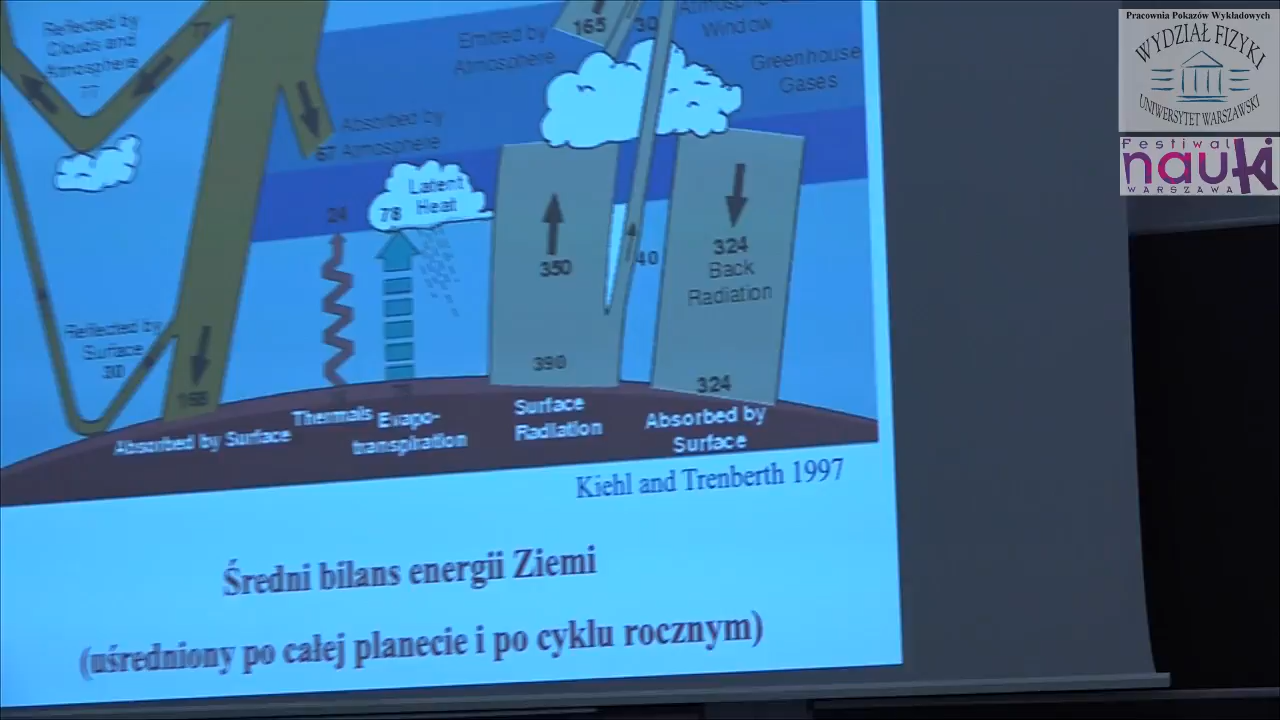 Reflected by
Clouds and
Atmosphere
77
77
Emitted by
Atmosphere
165
30
Atmospheric
Window
Greenhouse
Gases
67
Absorbed by
Atmosphere
24
78
Latent
Heat
350
40
324
Back
Radiation
Reflected by
Surface
30
168
390
324
Absorbed by Surface
Thermals
Evapo-
transpiration
Surface
Radiation
Absorbed by
Surface
Kiehl and Trenberth 1997
Średni bilans energii Ziemi
(uśredniony po całej planecie i po cyklu rocznym)
Pracownia Pokazów Wykładowych
WYDZIAŁ FIZYKI
UNIWERSYTET WARSZAWSKI
Festiwal
nauki
WARSZAWA